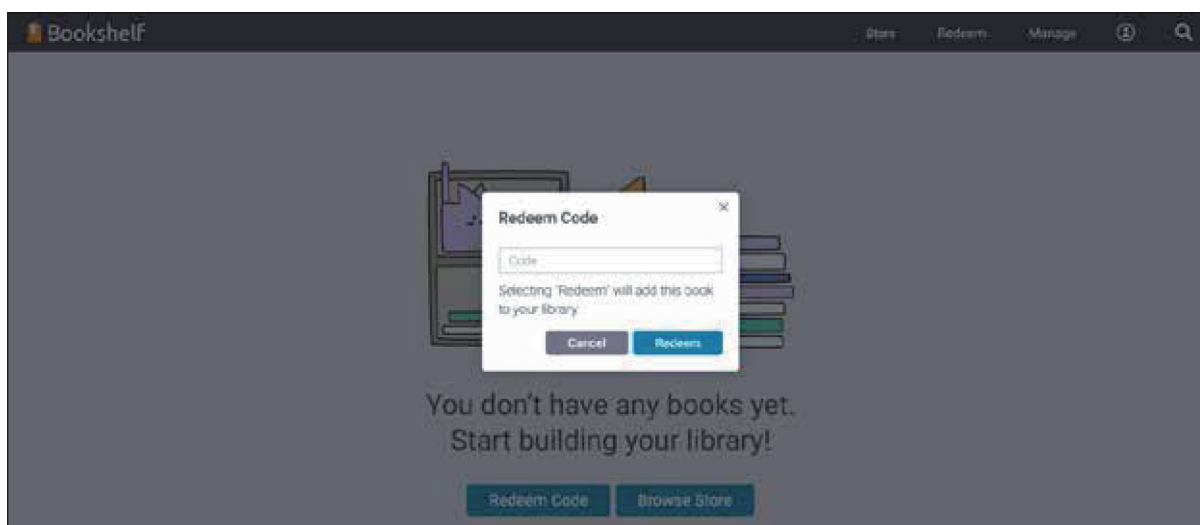 Bookshelf
Store Redeem Manage
Redeem Code
Code
Selecting 'Redeem' will add this book
to your library.
Cancel Redeem
You don't have any books yet.
Start building your library!
Redeem Code Browse Store